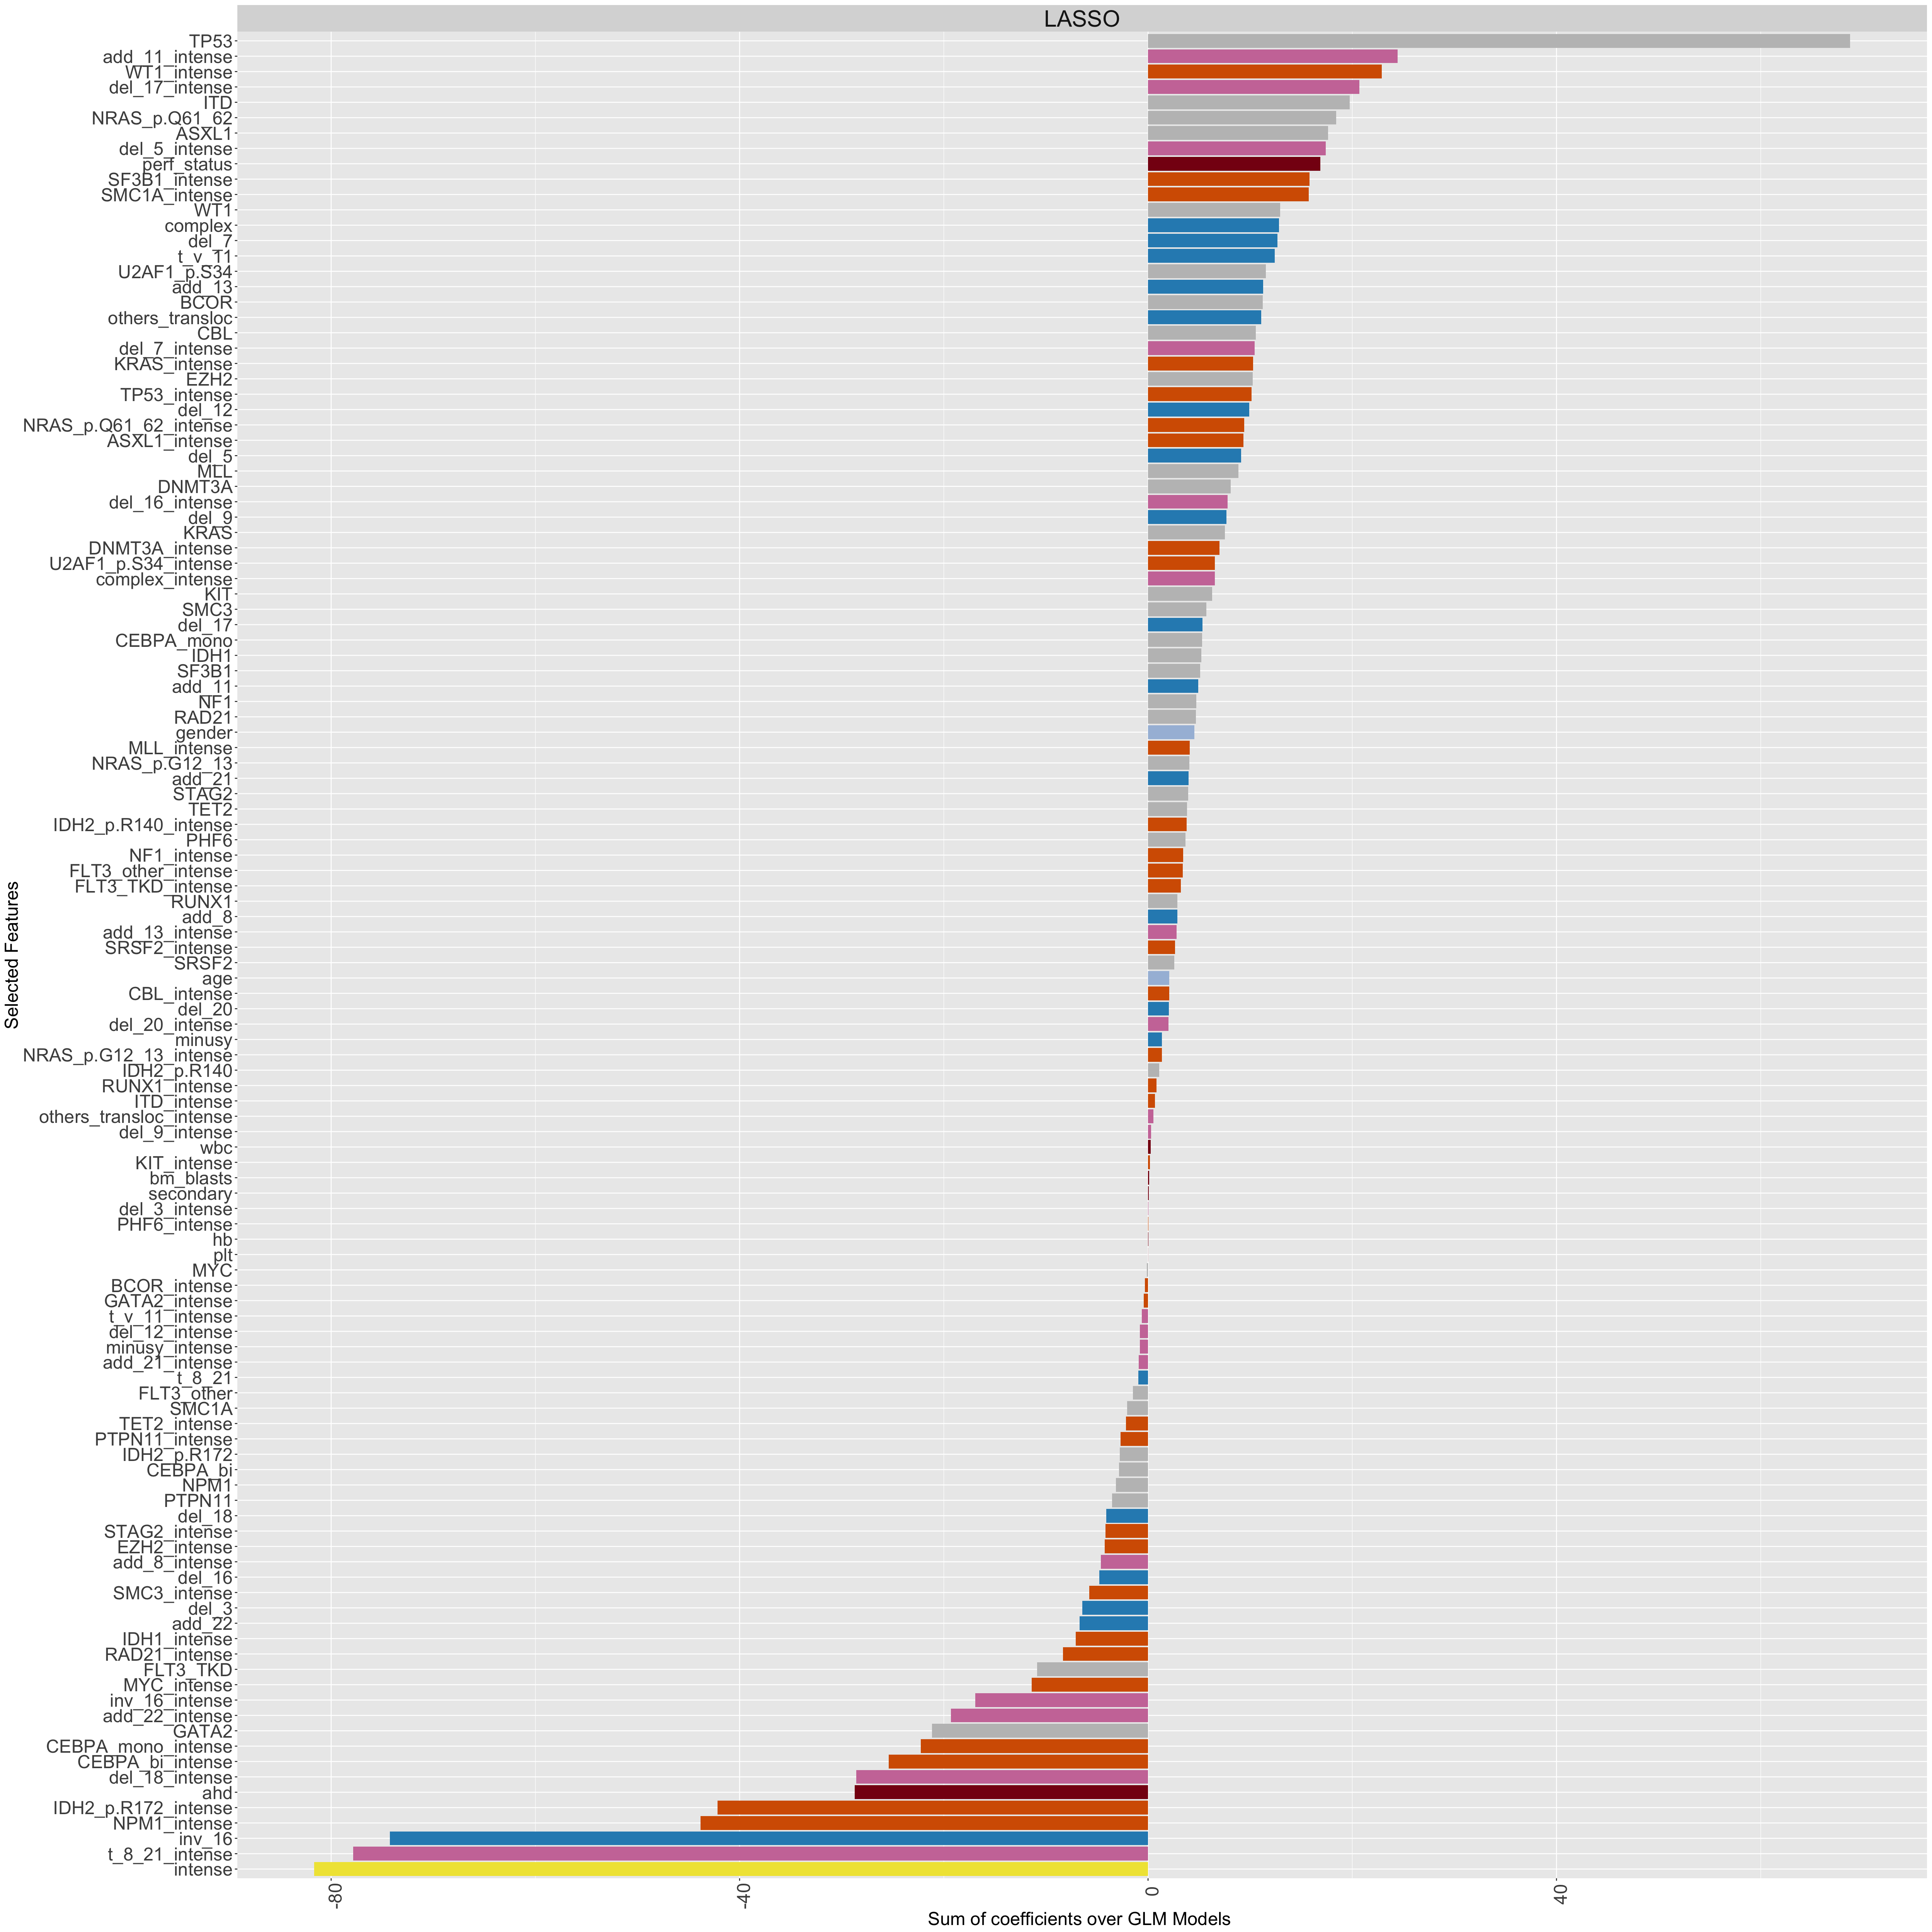 LASSO
TP53
add_11_intense
WT1_intense
del_17_intense
ITD
NRAS_p.Q61_62
ASXL1
del_5_intense
perf_status
SF3B1_intense
SMC1A_intense
WT1
complex
del_7
t_v_11
U2AF1_p.S34
add_13
BCOR
others_transloc
CBL
del_7_intense
KRAS_intense
EZH2
TP53_intense
del_12
NRAS_p.Q61_62_intense
ASXL1_intense
del_5
MLL
DNMT3A
del_16_intense
del_9
KRAS
DNMT3A_intense
U2AF1_p.S34_intense
complex_intense
KIT
SMC3
del_17
CEBPA_mono
IDH1
SF3B1
add_11
NF1
RAD21
gender
MLL_intense
NRAS_p.G12_13
add_21
STAG2
TET2
IDH2_p.R140_intense
PHF6
NF1_intense
FLT3_other_intense
FLT3_TKD_intense
RUNX1
add_8
add_13_intense
SRSF2_intense
SRSF2
age
CBL_intense
del_20
del_20_intense
minusy
NRAS_p.G12_13_intense
IDH2_p.R140
RUNX1_intense
ITD_intense
others_transloc_intense
del_9_intense
wbc
KIT_intense
bm_blasts
secondary
del_3_intense
PHF6_intense
hb
plt
MYC
BCOR_intense
GATA2_intense
t_v_11_intense
del_12_intense
minusy_intense
add_21_intense
t_8_21
FLT3_other
SMC1A
TET2_intense
PTPN11_intense
IDH2_p.R172
CEBPA_bi
NPM1
PTPN11
del_18
STAG2_intense
EZH2_intense
add_8_intense
del_16
SMC3_intense
del_3
add_22
IDH1_intense
RAD21_intense
FLT3_TKD
MYC_intense
inv_16_intense
add_22_intense
GATA2
CEBPA_mono_intense
CEBPA_bi_intense
del_18_intense
ahd
IDH2_p.R172_intense
NPM1_intense
inv_16
t_8_21_intense
intense
Selected Features
-80
-40
0
40
Sum of coefficients over GLM Models